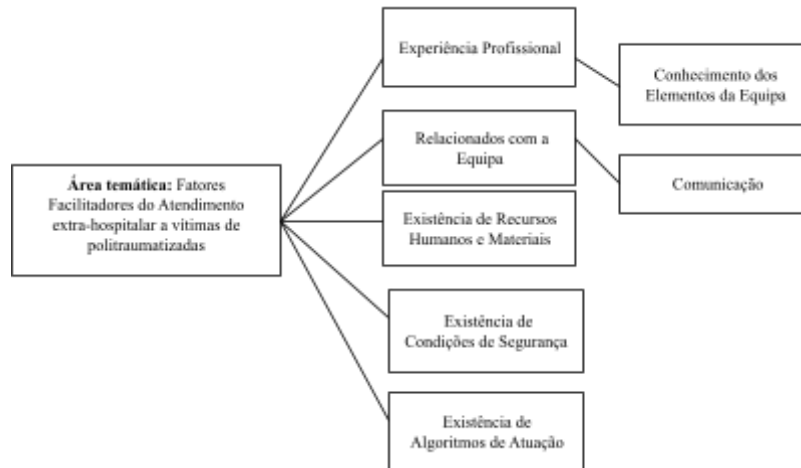 Experiência Profissional
Conhecimento dos
Elementos da Equipa
Relacionados com a
Equipa
Comunicação
Área temática: Fatores
Facilitadores do Atendimento
extra-hospitalar a vítimas de
politraumatizadas
Existência de Recursos
Humanos e Materiais
Existência de
Condições de Segurança
Existência de
Algoritmos de Atuação